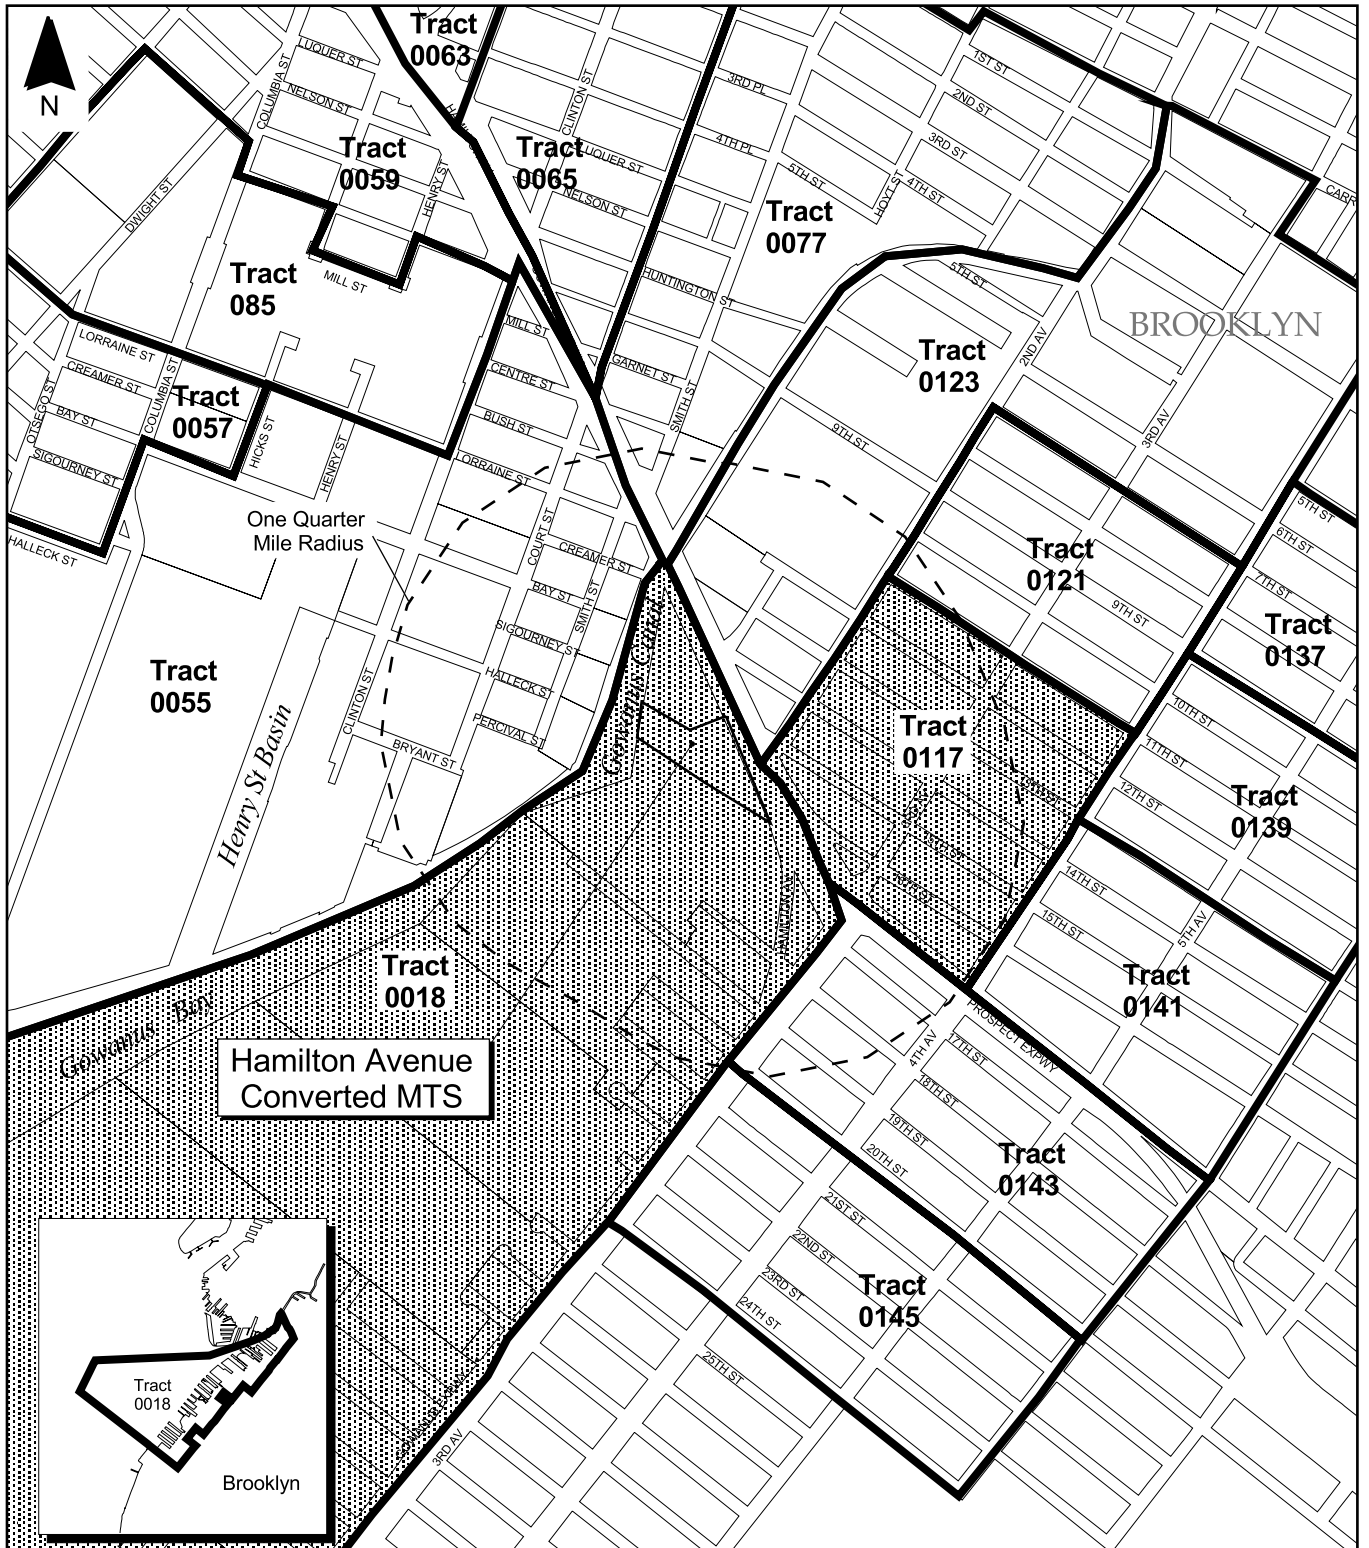 N
Tract
0063
LUQUER ST
COLUMBIA ST
NELSON ST
CLINTON ST
3RD PL
1ST ST
2ND ST
Tract
0059
Tract
0065
LUQUER ST
4TH PL
3RD ST
HENRY ST
NELSON ST
5TH ST
HOYT ST
4TH ST
DWIGHT ST
Tract
0077
Tract
085
MILL ST
HUNTINGTON ST
5TH ST
BROOKLYN
LORRAINE ST
MILL ST
2ND AV
Tract
0123
CREAMER ST
COLUMBIA ST
CENTRE ST
GARNET ST
SMITH ST
Tract
0057
OTSEGO ST
BAY ST
BUSH ST
9TH ST
3RD AV
HICKS ST
HENRY ST
SIGOURNEY ST
LORRAINE ST
5TH ST
One Quarter
Mile Radius
HALLECK ST
COURT ST
CREAMER ST
6TH ST
Tract
0121
7TH ST
BAY ST
SMITH ST
9TH ST
Tract
0137
SIGOURNEY ST
Gowanus Canal
Tract
0055
HALLECK ST
CLINTON ST
PERCIVAL ST
BRYANT ST
Henry St Basin
Tract
0117
10TH ST
11TH ST
12TH ST
Tract
0139
14TH ST
15TH ST
5TH AV
HAMILTON AV
Tract
0018
Tract
0141
Gowanus Bay
PROSPECT EXPWY
4TH AV
17TH ST
Hamilton Avenue
Converted MTS
18TH ST
19TH ST
20TH ST
Tract
0143
21ST ST
22ND ST
23RD ST
24TH ST
Tract
0145
25TH ST
3RD AV
Tract
0018
Brooklyn